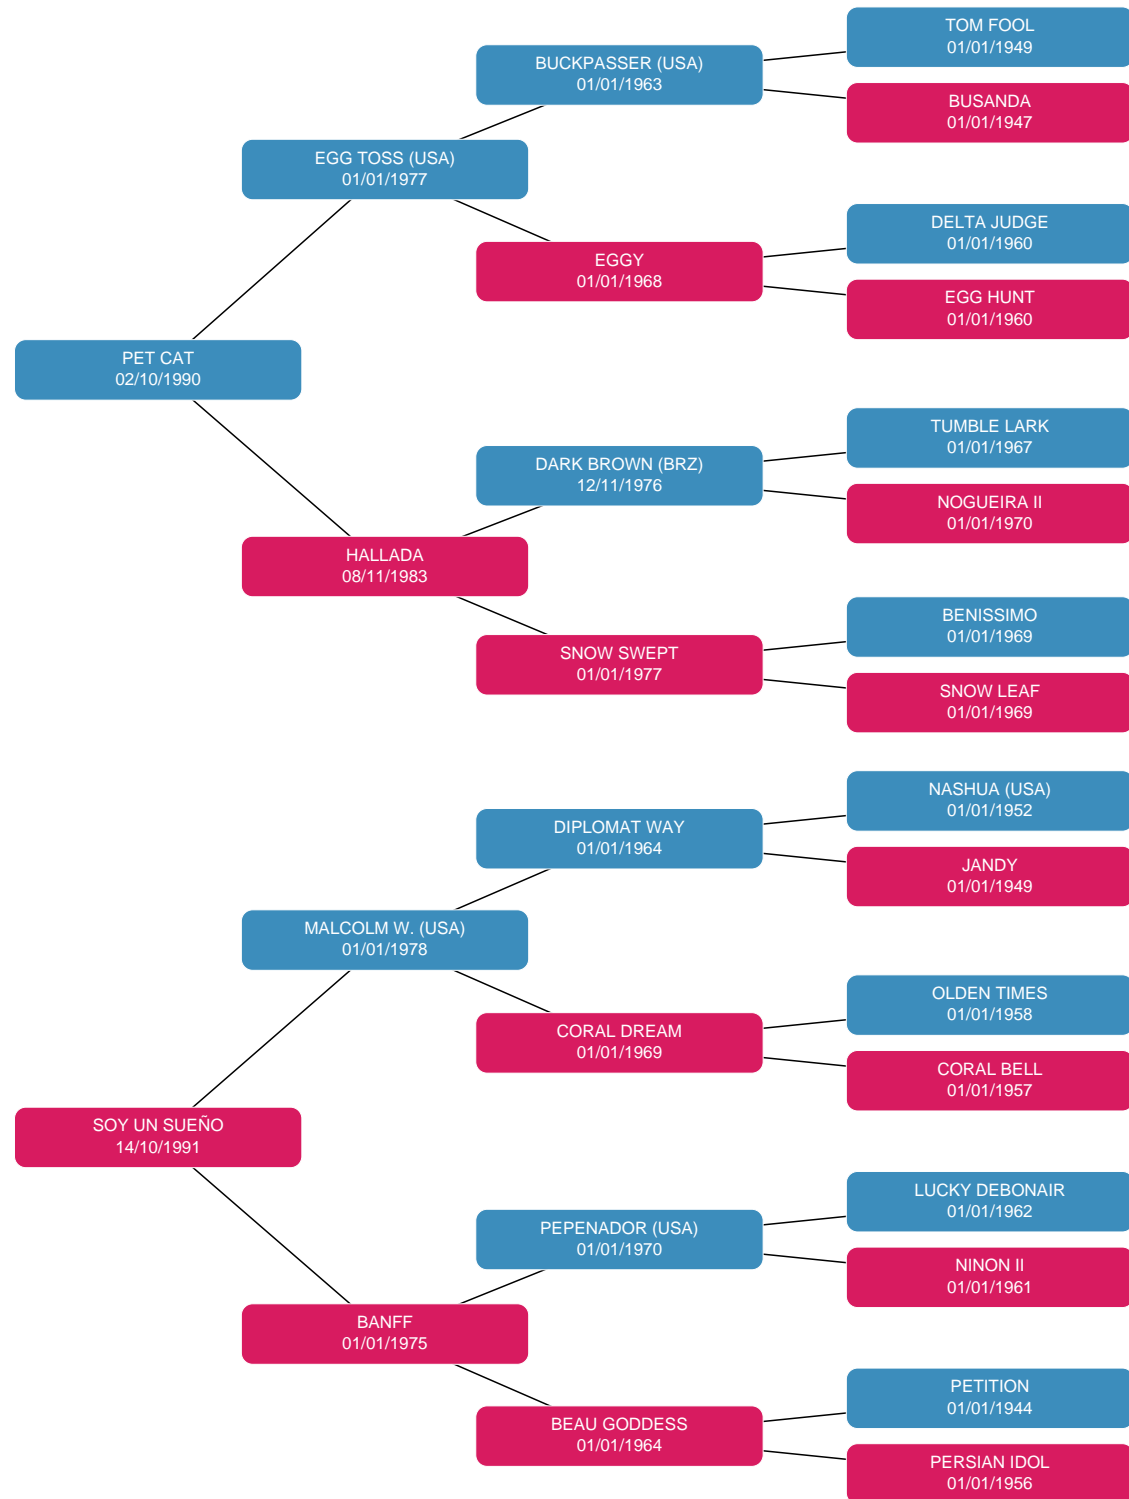 TOM FOOL
01/01/1949
BUCKPASSER (USA)
01/01/1963
BUSANDA
01/01/1947
EGG TOSS (USA)
01/01/1977
DELTA JUDGE
01/01/1960
EGGY
01/01/1968
EGG HUNT
01/01/1960
PET CAT
02/10/1990
TUMBLE LARK
01/01/1967
DARK BROWN (BRZ)
12/11/1976
NOGUEIRA II
01/01/1970
HALLADA
08/11/1983
BENISSIMO
01/01/1969
SNOW SWEPT
01/01/1977
SNOW LEAF
01/01/1969
NASHUA (USA)
01/01/1952
DIPLOMAT WAY
01/01/1964
JANDY
01/01/1949
MALCOLM W. (USA)
01/01/1978
OLDEN TIMES
01/01/1958
CORAL DREAM
01/01/1969
CORAL BELL
01/01/1957
SOY UN SUEÑO
14/10/1991
LUCKY DEBONAIR
01/01/1962
PEPENADOR (USA)
01/01/1970
NINON II
01/01/1961
BANFF
01/01/1975
PETITION
01/01/1944
BEAU GODDESS
01/01/1964
PERSIAN IDOL
01/01/1956